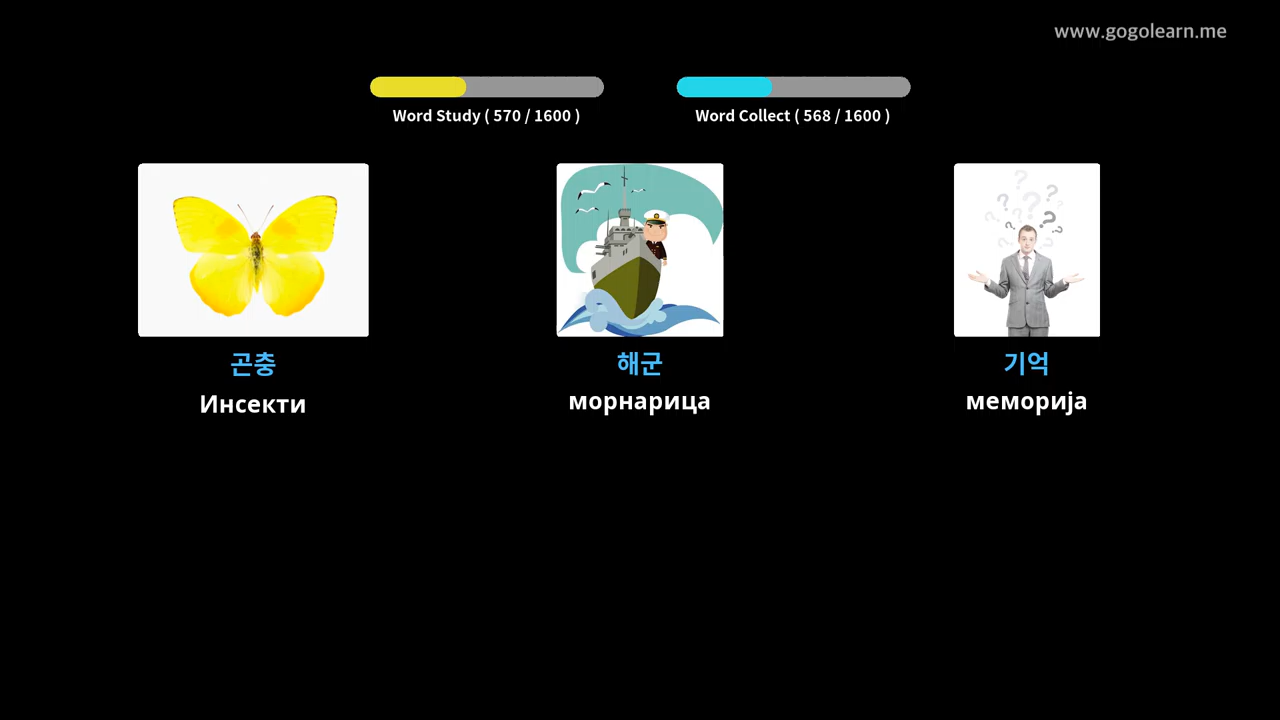 www.gogolearn.me
Word Study ( 570 / 1600 )
Word Collect ( 568 / 1600 )
곤충
Инсекти
해군
морнарица
기억
меморија